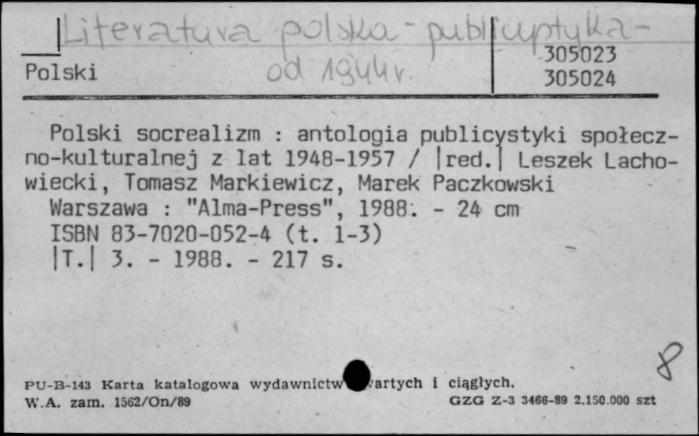 Literatura polska - publicystyka -
od 1944 r.
305023
Polski
305024
Polski socrealizm : antologia publicystyki społecz-
no-kulturalnej z lat 1948-1957 / |red.| Leszek Lacho-
wiecki, Tomasz Markiewicz, Marek Paczkowski
Warszawa : "Alma-Press", 1988. - 24 cm
ISBN 83-7020-052-4 (t. 1-3)
|T.| 3. - 1988. - 217 s.
8
PU-B-143 Karta katalogowa wydawnictw wartych i ciągłych.
W.A. zam. 1562/On/89 GZG Z-3 3466-89 2.150.000 szt